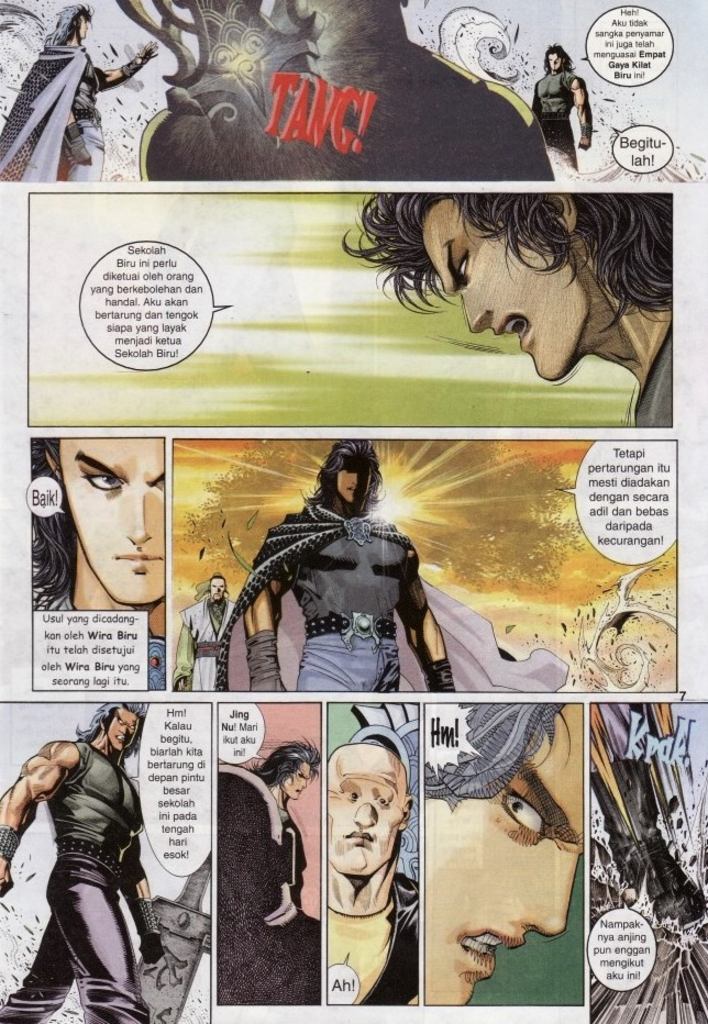 TANG!
Heh!
Aku tidak
sangka penyamar
ini juga telah
menguasai Empat
Gaya Kilat
Biru ini!
Begitu-
lah!
Sekolah
Biru ini perlu
diketuai oleh orang
yang berkebolehan dan
handal. Aku akan
bertarung dan tengok
siapa yang layak
menjadi ketua
Sekolah Biru!
Baik!
Usul yang dicadang-
kan oleh Wira Biru
itu telah disetujui
oleh Wira Biru yang
seorang lagi itu.
Tetapi
pertarungan itu
mesti diadakan
dengan secara
adil dan bebas
daripada
kecurangan!
7
Hm!
Kalau
begitu,
biarlah kita
bertarung di
depan pintu
besar
sekolah
ini pada
tengah
hari
esok!
Jing
Nu! Mari
ikut aku
ini!
Ah!
Hm!
Krak!
Nampak-
nya anjing
pun enggan
mengikut
aku ini!